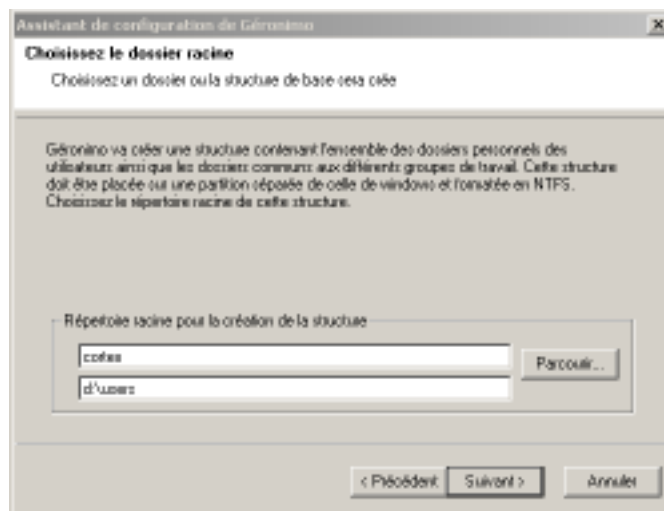 Assistant de configuration de Géronimo
Choisissez le dossier racine
Choisissez un dossier ou la structure de base sera crée
Géronimo va créer une structure contenant l'ensemble des dossiers personnels des
utilisateurs ainsi que les dossiers communs aux différents groupes de travail. Cette structure
doit être placée sur une partition séparée de celle de windows et formatée en NTFS.
Choisissez le répertoire racine de cette structure.
Répertoire racine pour la création de la structure
cortes
Parcourir...
d:\users
< Précédent
Suivant >
Annuler